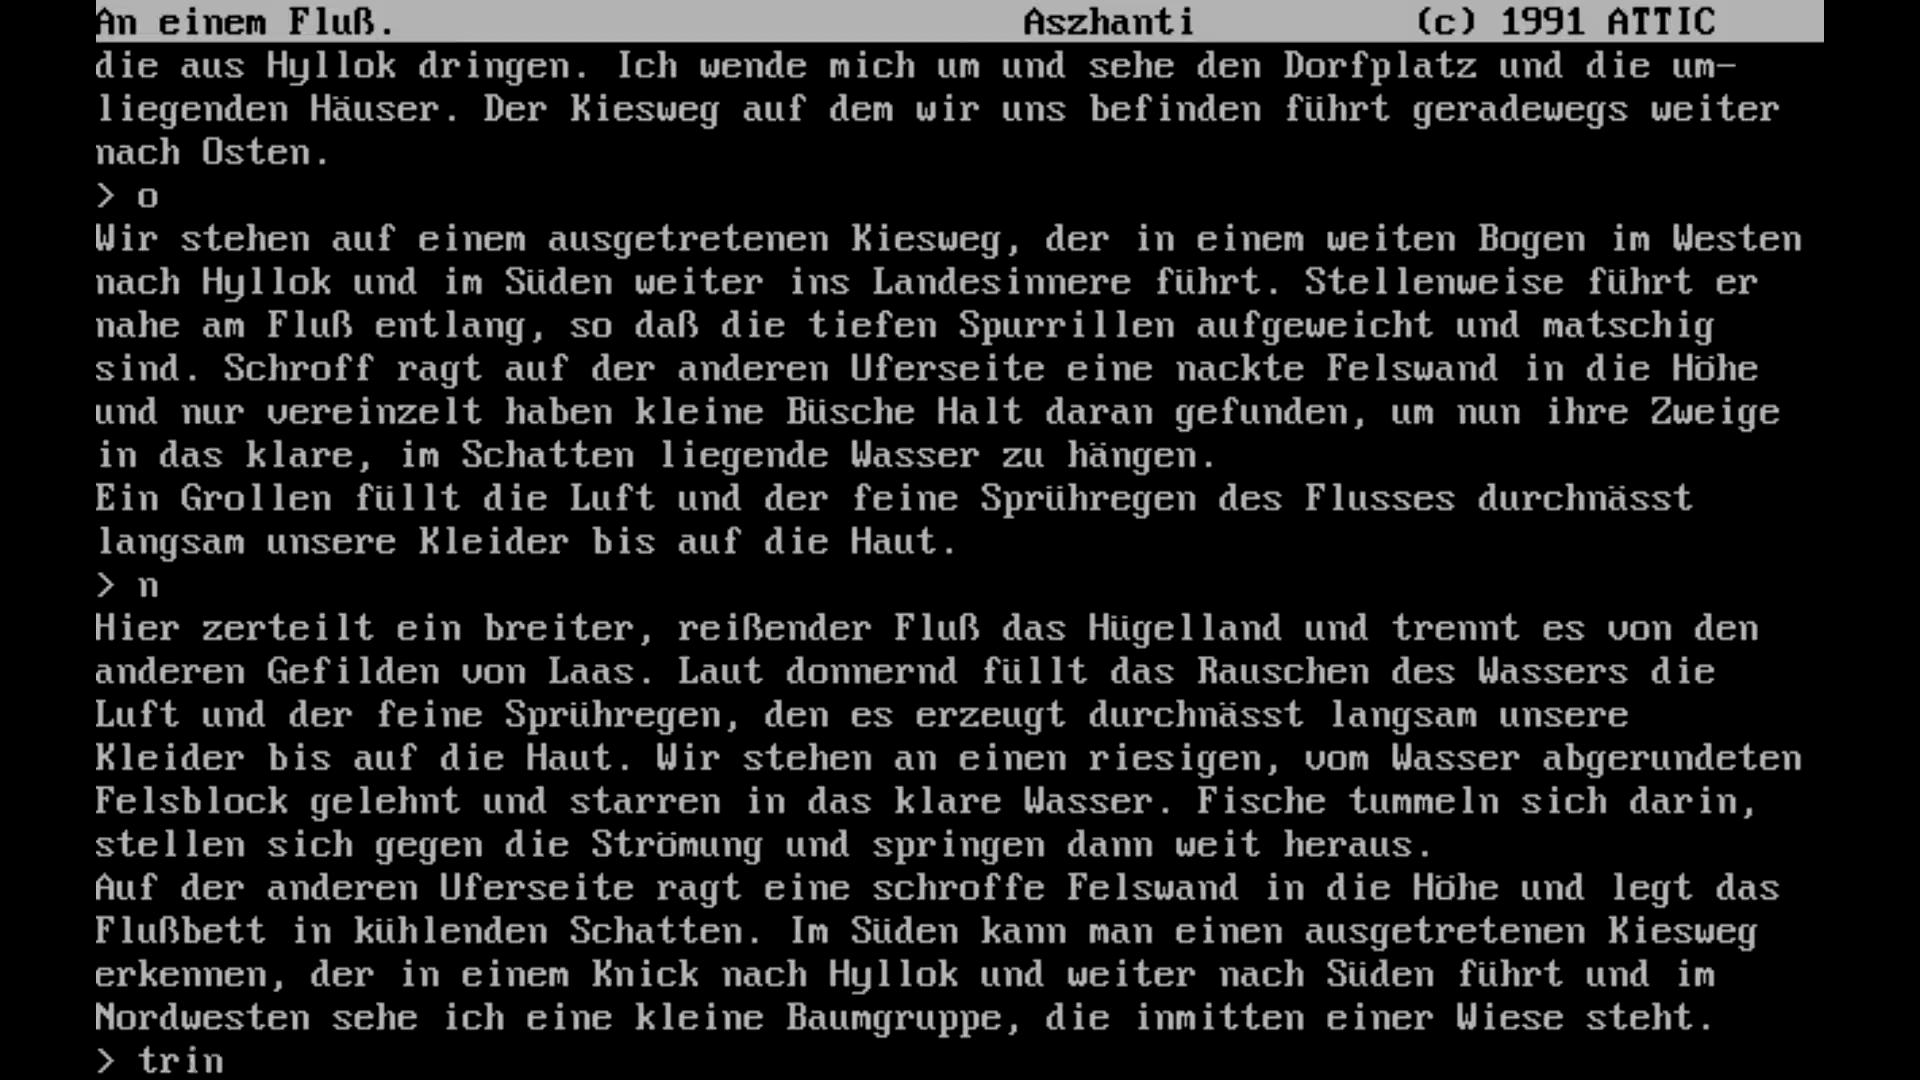 An einem Fluß. Aszhanti (c) 1991 ATTIC
die aus Hyllok dringen. Ich wende mich um und sehe den Dorfplatz und die um-
liegenden Häuser. Der Kiesweg auf dem wir uns befinden führt geradewegs weiter
nach Osten.
> o
Wir stehen auf einem ausgetretenen Kiesweg, der in einem weiten Bogen im Westen
nach Hyllok und im Süden weiter ins Landesinnere führt. Stellenweise führt er
nahe am Fluß entlang, so daß die tiefen Spurrillen aufgeweicht und matschig
sind. Schroff ragt auf der anderen Uferseite eine nackte Felswand in die Höhe
und nur vereinzelt haben kleine Büsche Halt daran gefunden, um nun ihre Zweige
in das klare, im Schatten liegende Wasser zu hängen.
Ein Grollen füllt die Luft und der feine Sprühregen des Flusses durchnässt
langsam unsere Kleider bis auf die Haut.
> n
Hier zerteilt ein breiter, reißender Fluß das Hügelland und trennt es von den
anderen Gefilden von Laas. Laut donnernd füllt das Rauschen des Wassers die
Luft und der feine Sprühregen, den es erzeugt durchnässt langsam unsere
Kleider bis auf die Haut. Wir stehen an einen riesigen, vom Wasser abgerundeten
Felsblock gelehnt und starren in das klare Wasser. Fische tummeln sich darin,
stellen sich gegen die Strömung und springen dann weit heraus.
Auf der anderen Uferseite ragt eine schroffe Felswand in die Höhe und legt das
Flußbett in kühlenden Schatten. Im Süden kann man einen ausgetretenen Kiesweg
erkennen, der in einem Knick nach Hyllok und weiter nach Süden führt und im
Nordwesten sehe ich eine kleine Baumgruppe, die inmitten einer Wiese steht.
> trin